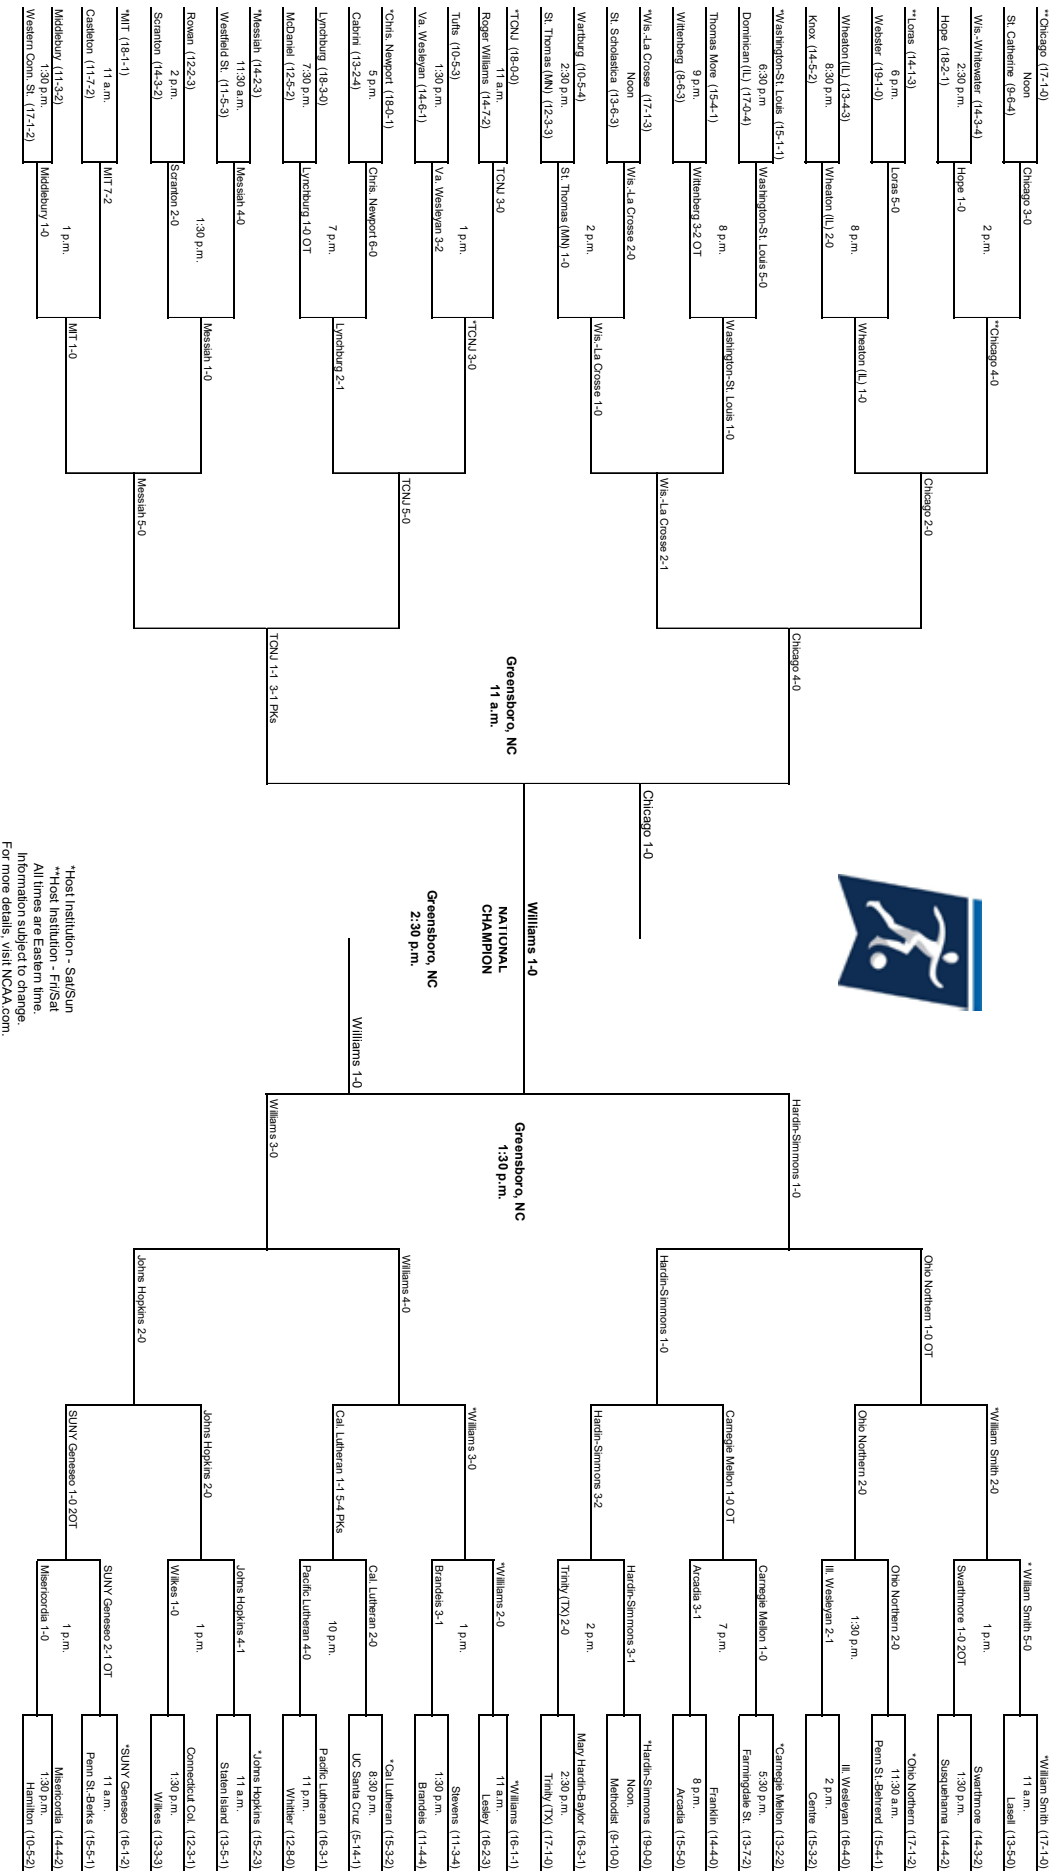 **Chicago (17-1-0)
Noon
St. Catherine (9-6-4)
Wis.-Whitewater (14-3-4)
2:30 p.m.
Hope (18-2-1)
**Loras (14-1-3)
6 p.m.
Webster (19-1-0)
Wheaton (IL) (13-4-3)
8:30 p.m.
Knox (14-5-2)
*Washington-St. Louis (15-1-1)
6:30 p.m
Dominican (IL) (17-0-4)
Thomas More (15-4-1)
9 p.m.
Wittenberg (8-6-3)
*Wis.-La Crosse (17-1-3)
Noon
St. Scholastica (13-6-3)
Wartburg (10-5-4)
2:30 p.m.
St. Thomas (MN) (12-3-3)
*TCNJ (18-0-0)
11 a.m.
Roger Williams (14-7-2)
Tufts (10-5-3)
1:30 p.m.
Va. Wesleyan (14-6-1)
*Chris. Newport (18-0-1)
5 p.m.
Cabrini (13-2-4)
Lynchburg (18-3-0)
7:30 p.m.
McDaniel (12-5-2)
*Messiah (14-2-3)
11:30 a.m.
Westfield St. (11-5-3)
Rowan (12-2-3)
2 p.m.
Scranton (14-3-2)
*MIT (18-1-1)
11 a.m.
Castleton (11-7-2)
Middlebury (11-3-2)
1:30 p.m.
Western Conn. St. (17-1-2)
Chicago 3-0
2 p.m.
Hope 1-0
Loras 5-0
8 p.m.
Wheaton (IL) 2-0
Washington-St. Louis 5-0
8 p.m.
Wittenberg 3-2 OT
Wis.-La Crosse 2-0
2 p.m.
St. Thomas (MN) 1-0
TCNJ 3-0
1 p.m.
Va. Wesleyan 3-2
Chris. Newport 6-0
7 p.m.
Lynchburg 1-0 OT
Messiah 4-0
1:30 p.m.
Scranton 2-0
MIT 7-2
1 p.m.
Middlebury 1-0
**Chicago 4-0
Wheaton (IL) 1-0
Washington-St. Louis 1-0
Wis.-La Crosse 1-0
*TCNJ 3-0
Lynchburg 2-1
Messiah 1-0
MIT 1-0
Chicago 2-0
Wis.-La Crosse 2-1
TCNJ 5-0
Messiah 5-0
Chicago 4-0
TCNJ 1-1 3-1 PKs
Greensboro, NC
11 a.m.
Chicago 1-0
Williams 1-0
NATIONAL
CHAMPION
Greensboro, NC
2:30 p.m.
Williams 1-0
*Host Institution - Sat/Sun
**Host Institution - Fri/Sat
All times are Eastern time.
Information subject to change.
For more details, visit NCAA.com.
Greensboro, NC
1:30 p.m.
Hardin-Simmons 1-0
Williams 3-0
Ohio Northern 1-0 OT
Hardin-Simmons 1-0
Williams 4-0
Johns Hopkins 2-0
*William Smith 2-0
Ohio Northern 2-0
Carnegie Mellon 1-0 OT
Hardin-Simmons 3-2
*Williams 3-0
Cal. Lutheran 1-1 5-4 PKs
Johns Hopkins 2-0
SUNY Geneseo 1-0 2OT
* Willam Smith 5-0
1 p.m.
Swarthmore 1-0 2OT
Ohio Northern 2-0
1:30 p.m.
Ill. Wesleyan 2-1
Carnegie Mellon 1-0
7 p.m.
Arcadia 3-1
Hardin-Simmons 3-1
2 p.m.
Trinity (TX) 2-0
*Williams 2-0
1 p.m.
Brandeis 3-1
Cal. Lutheran 2-0
10 p.m.
Pacific Lutheran 4-0
Johns Hopkins 4-1
1 p.m.
Wilkes 1-0
SUNY Geneseo 2-1 OT
1 p.m.
Misericordia 1-0
*William Smith (17-1-0)
11 a.m.
Lasell (13-5-0)
Swarthmore (14-3-2)
1:30 p.m.
Susquehanna (14-4-2)
*Ohio Northern (17-1-2)
11:30 a.m.
Penn St.-Behrend (15-4-1)
Ill. Wesleyan (16-4-0)
2 p.m.
Centre (15-3-2)
*Carnegie Mellon (13-2-2)
5:30 p.m.
Farmingdale St. (13-7-2)
Franklin (14-4-0)
8 p.m.
Arcadia (15-5-0)
*Hardin-Simmons (19-0-0)
Noon.
Methodist (9-10-0)
Mary Hardin-Baylor (16-3-1)
2:30 p.m.
Trinity (TX) (17-1-0)
*Williams (16-1-1)
11 a.m.
Lesley (16-2-3)
Stevens (11-3-4)
1:30 p.m.
Brandeis (11-4-4)
*Cal Lutheran (15-3-2)
8:30 p.m.
UC Santa Cruz (5-14-1)
Pacific Lutheran (16-3-1)
11 p.m.
Whittier (12-8-0)
*Johns Hopkins (15-2-3)
11 a.m.
Staten Island (13-5-1)
Connecticut Col. (12-3-1)
1:30 p.m.
Wilkes (13-3-3)
*SUNY Geneseo (16-1-2)
11 a.m.
Penn St.-Berks (15-5-1)
Misericordia (14-4-2)
1:30 p.m.
Hamilton (10-5-2)